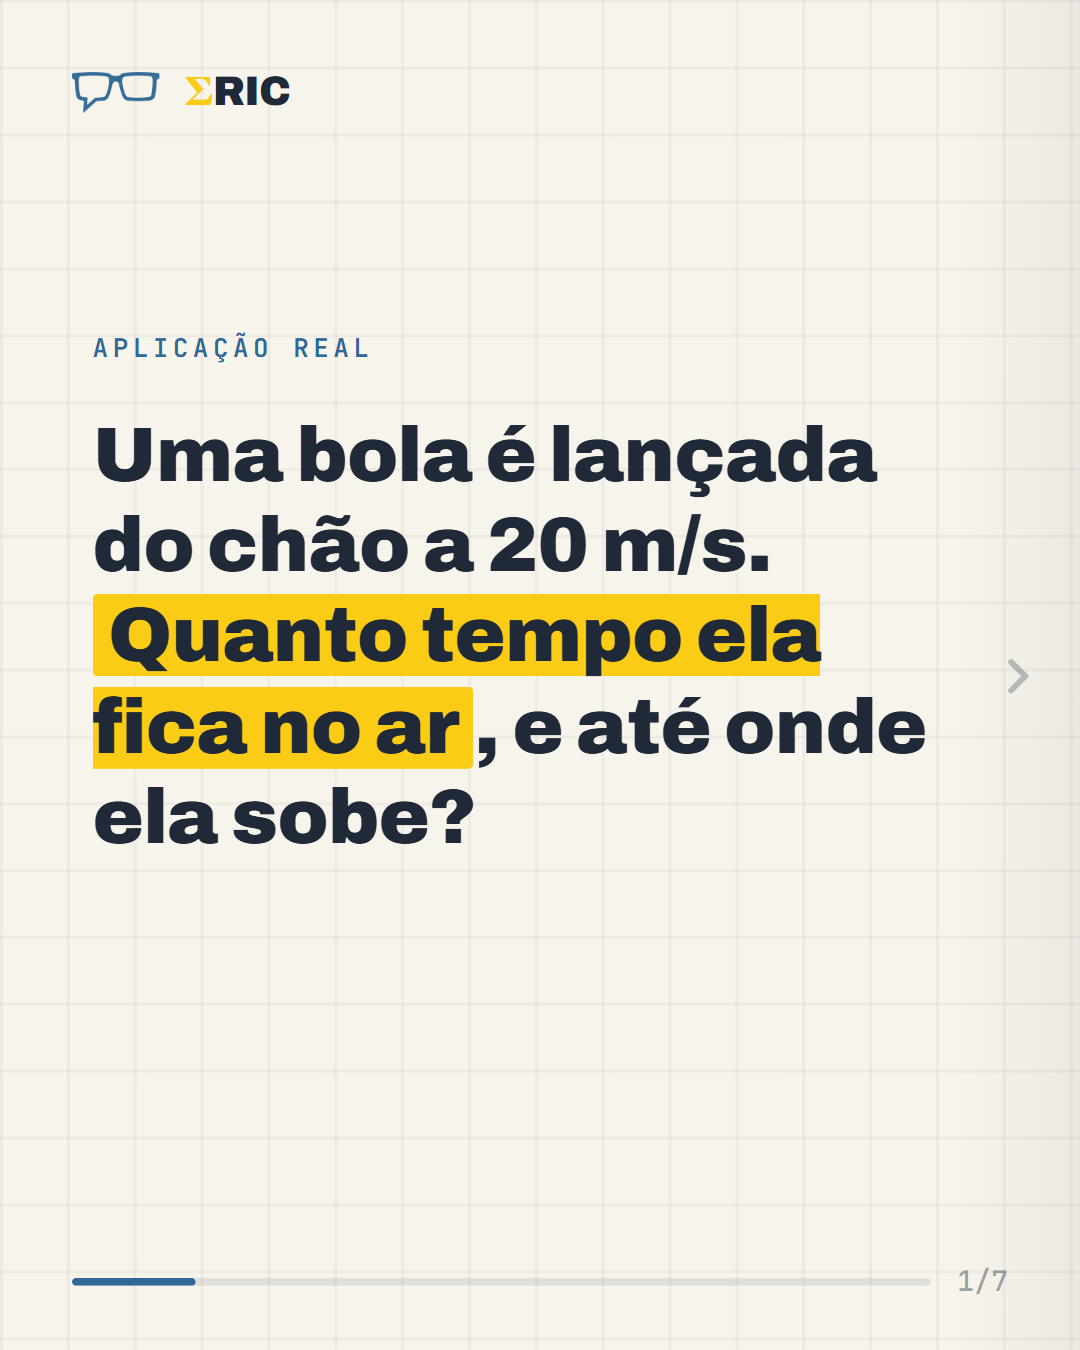 ΣRIC
APLICAÇÃO REAL
Uma bola é lançada
do chão a 20 m/s.
Quanto tempo ela
fica no ar, e até onde
ela sobe?
1/7